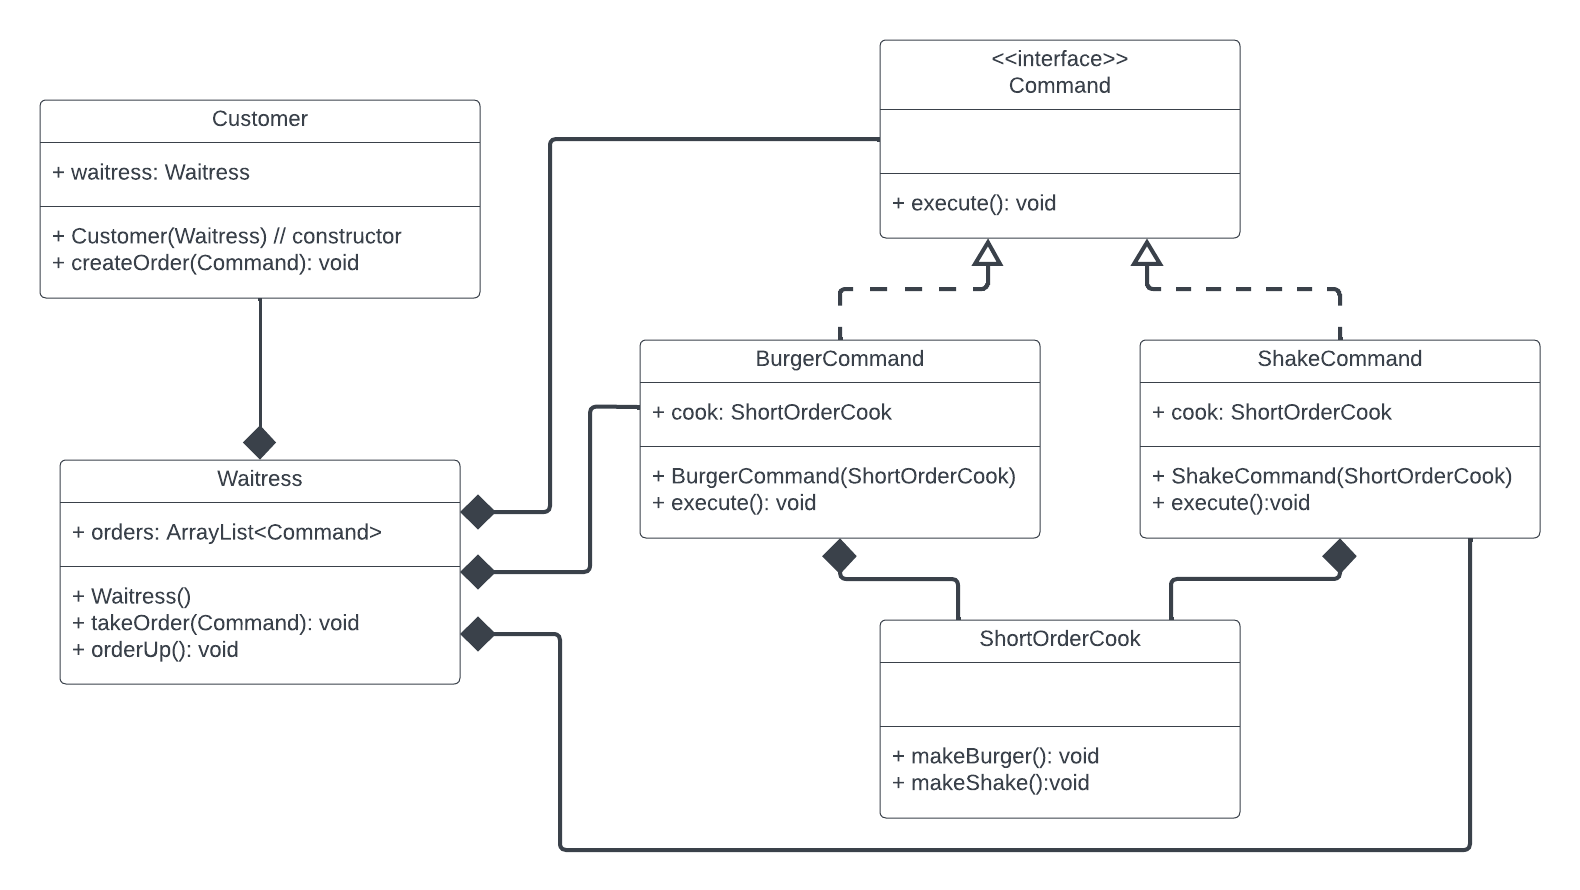 Customer
+ waitress: Waitress
+ Customer(Waitress) // constructor
+ createOrder(Command): void
<<interface>>
Command
+ execute(): void
BurgerCommand
+ cook: ShortOrderCook
+ BurgerCommand(ShortOrderCook)
+ execute(): void
ShakeCommand
+ cook: ShortOrderCook
+ ShakeCommand(ShortOrderCook)
+ execute():void
Waitress
+ orders: ArrayList<Command>
+ Waitress()
+ takeOrder(Command): void
+ orderUp(): void
ShortOrderCook
+ makeBurger(): void
+ makeShake():void